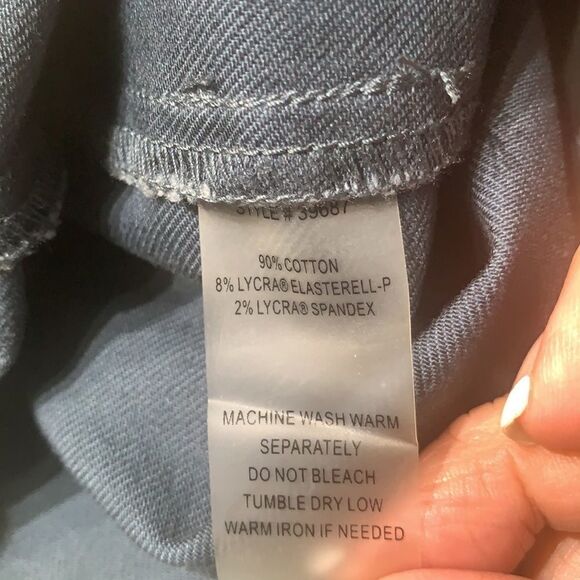 STYLE # 39687
90% COTTON
8% LYCRA® ELASTERELL-P
2% LYCRA® SPANDEX
MACHINE WASH WARM
SEPARATELY
DO NOT BLEACH
TUMBLE DRY LOW
WARM IRON IF NEEDED